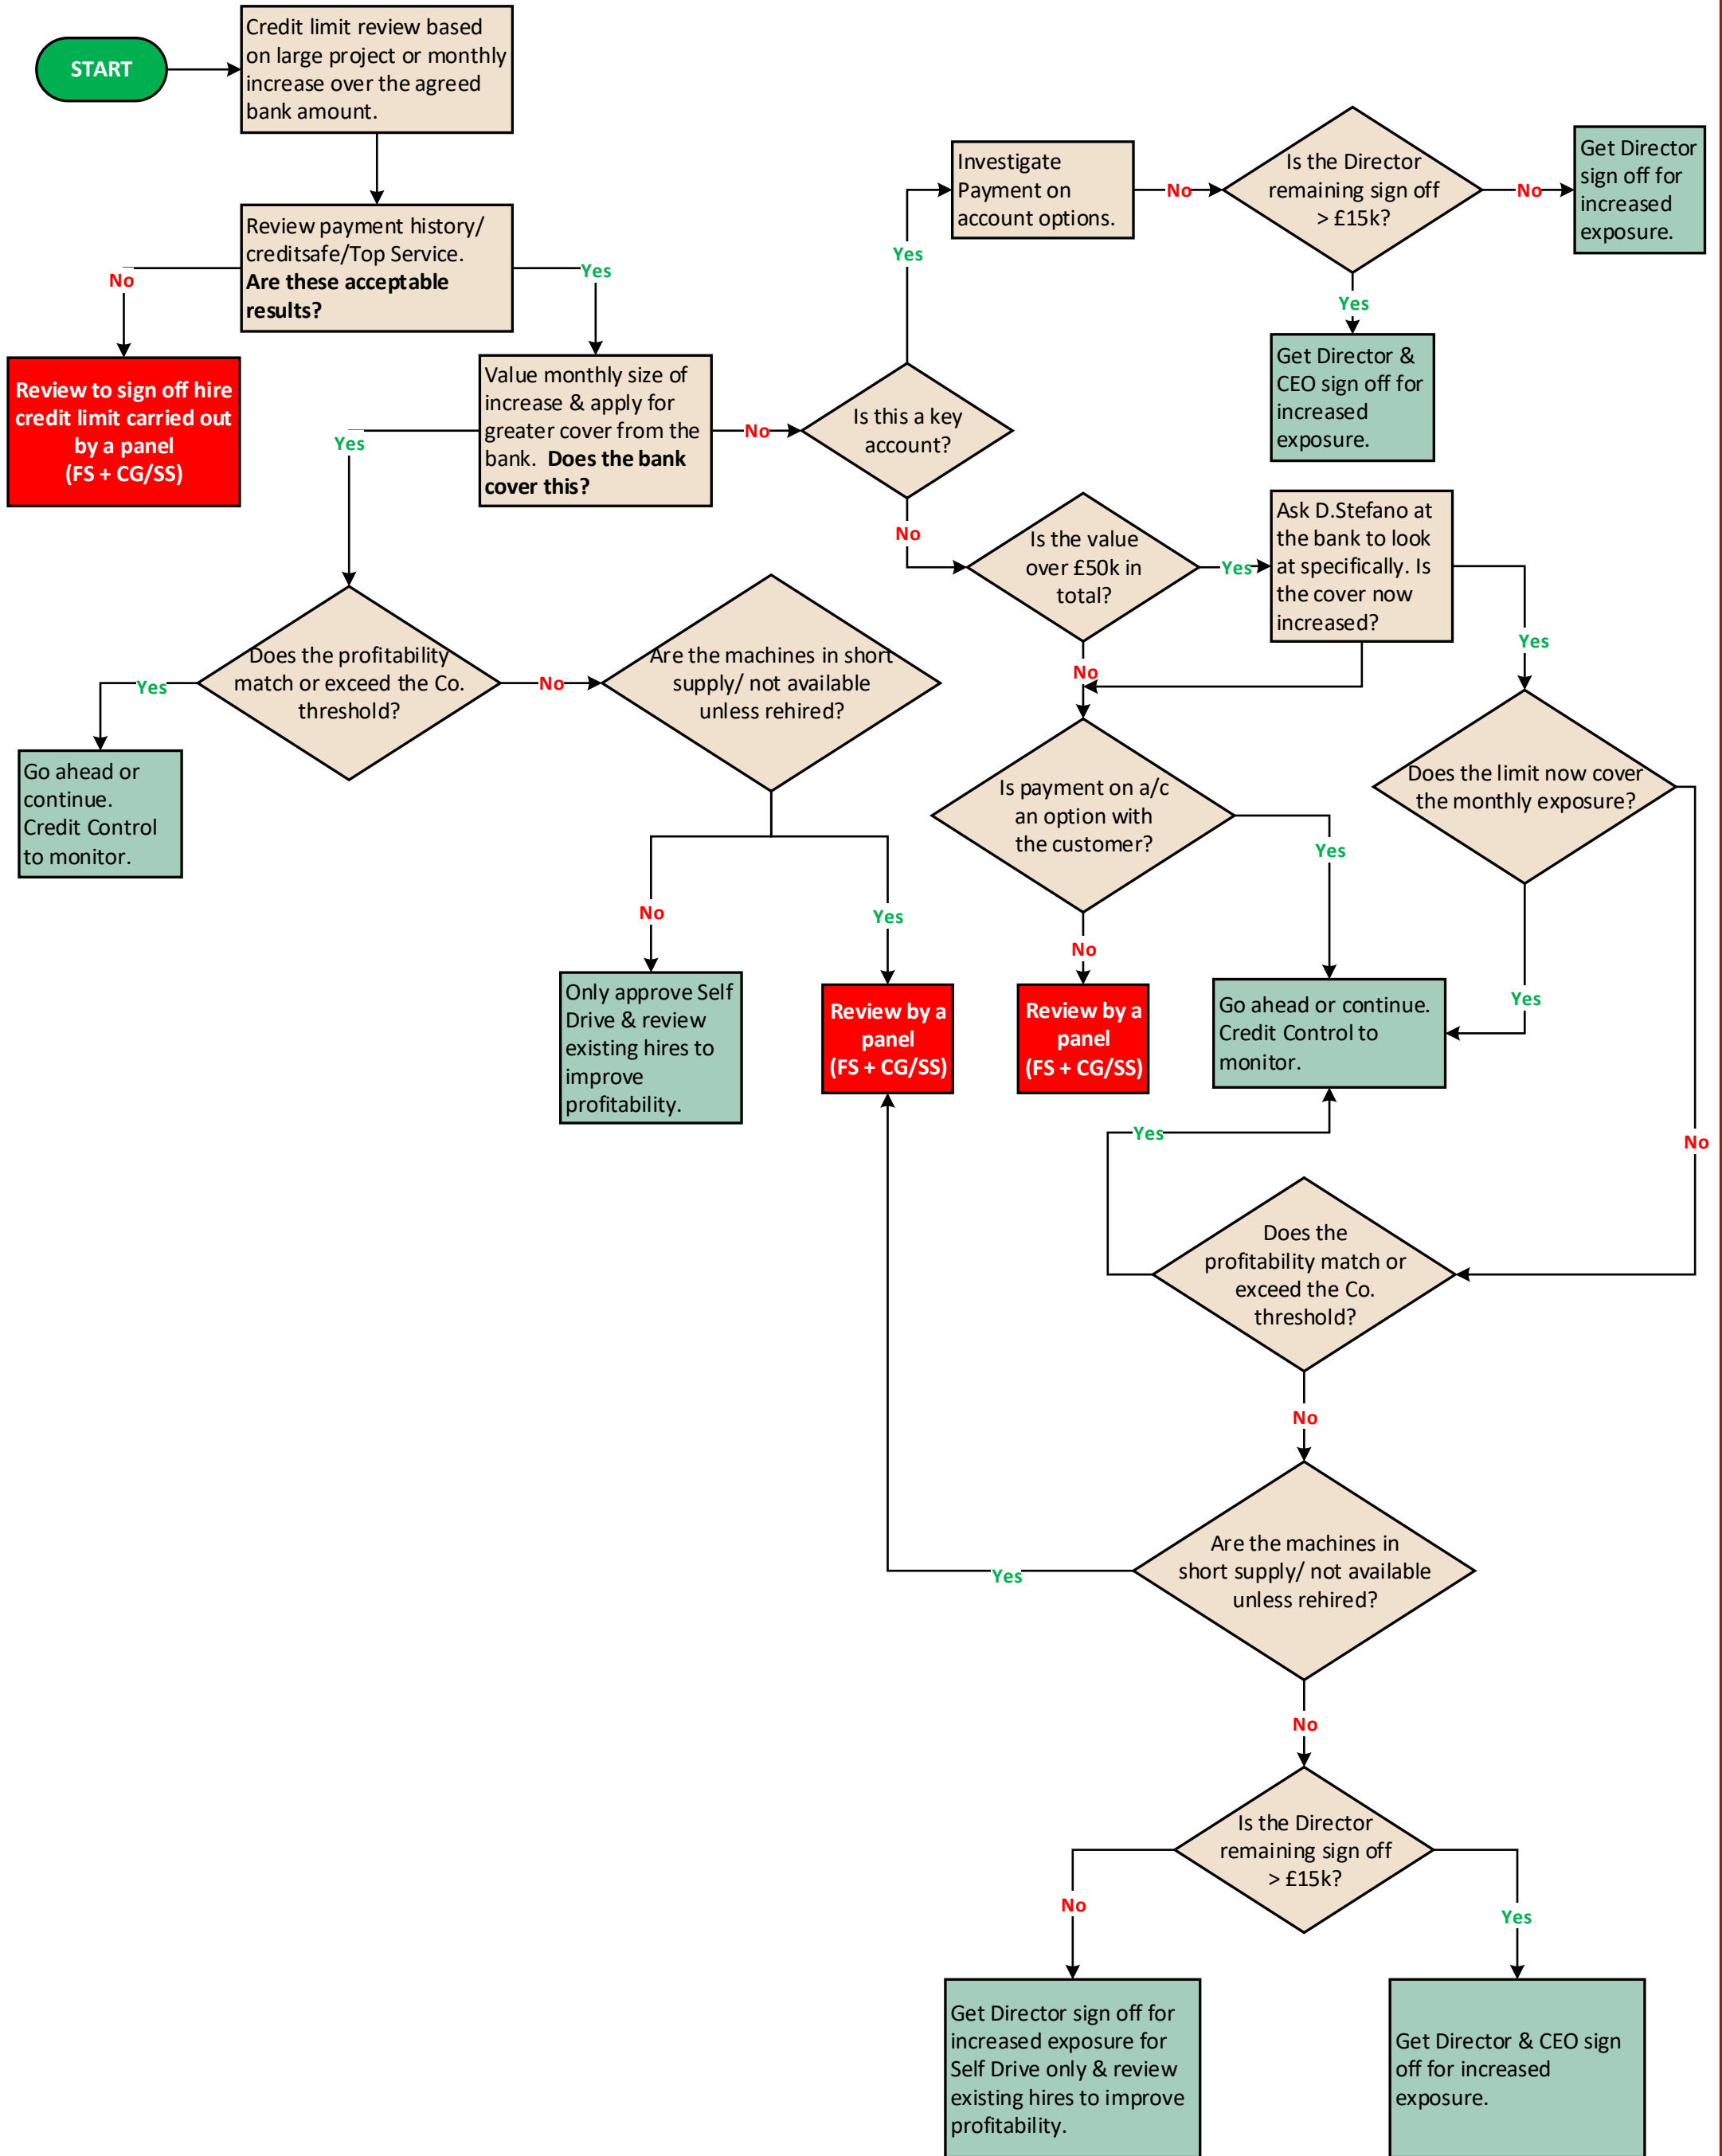 START
Credit limit review based
on large project or monthly
increase over the agreed
bank amount.
Review payment history/
creditsafe/Top Service.
Are these acceptable
results?
No
Yes
Review to sign off hire
credit limit carried out
by a panel
(FS + CG/SS)
Value monthly size of
increase & apply for
greater cover from the
bank. Does the bank
cover this?
Yes
No
Is this a key
account?
Yes
Investigate
Payment on
account options.
No
Is the Director
remaining sign off
> £15k?
No
Get Director
sign off for
increased
exposure.
Yes
Get Director &
CEO sign off for
increased
exposure.
No
Is the value
over £50k in
total?
Yes
Ask D.Stefano at
the bank to look
at specifically. Is
the cover now
increased?
Yes
No
Does the profitability
match or exceed the Co.
threshold?
Yes
No
Are the machines in short
supply/ not available
unless rehired?
Go ahead or
continue.
Credit Control
to monitor.
No
Yes
Only approve Self
Drive & review
existing hires to
improve
profitability.
Review by a
panel
(FS + CG/SS)
Is payment on a/c
an option with
the customer?
Yes
No
Review by a
panel
(FS + CG/SS)
Does the limit now cover
the monthly exposure?
Yes
No
Go ahead or continue.
Credit Control to
monitor.
Yes
Does the
profitability match or
exceed the Co.
threshold?
No
Are the machines in
short supply/ not available
unless rehired?
Yes
No
Is the Director
remaining sign off
> £15k?
No
Yes
Get Director sign off for
increased exposure for
Self Drive only & review
existing hires to improve
profitability.
Get Director & CEO sign
off for increased
exposure.